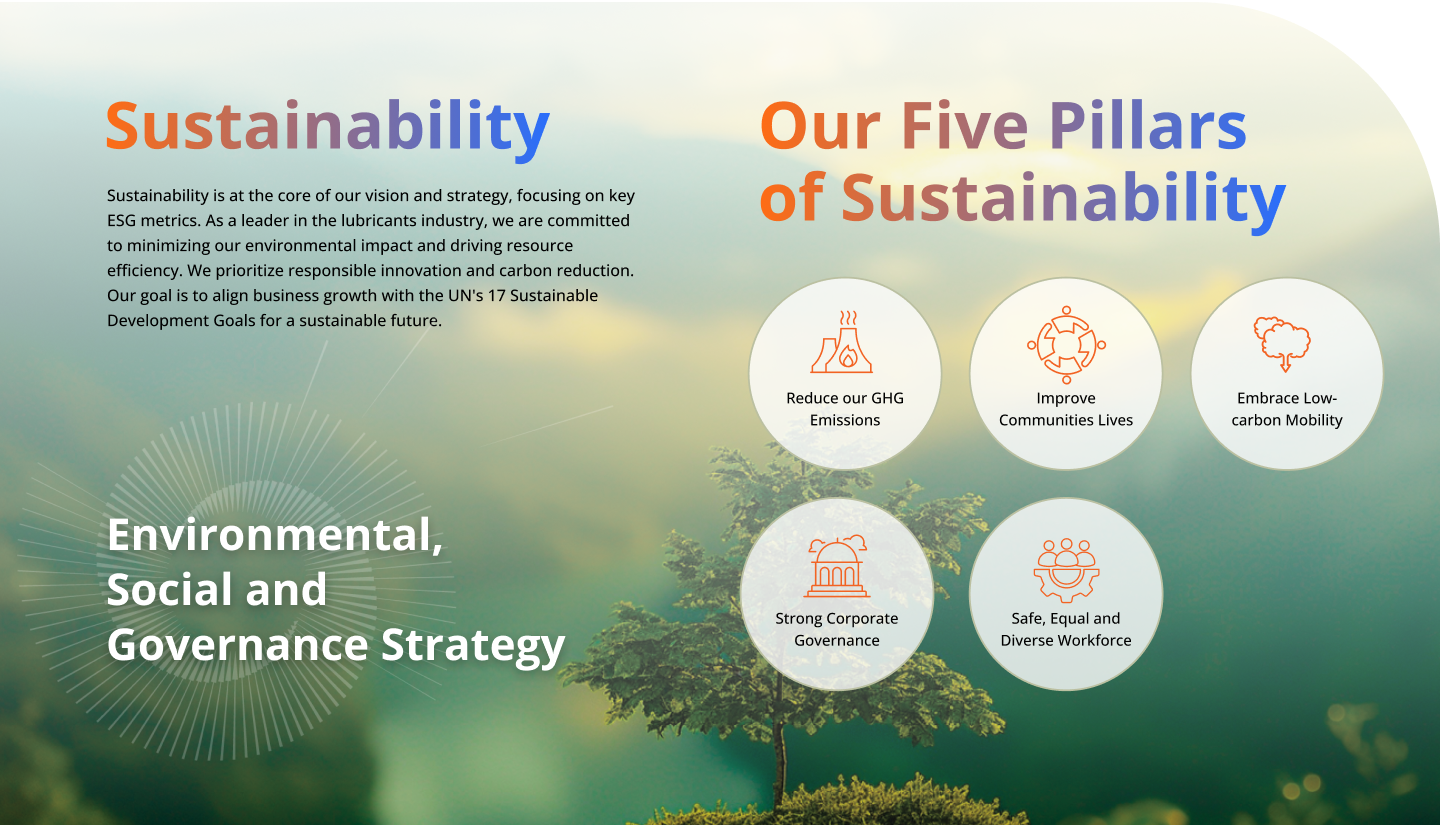 Sustainability
Sustainability is at the core of our vision and strategy, focusing on key
ESG metrics. As a leader in the lubricants industry, we are committed
to minimizing our environmental impact and driving resource
efficiency. We prioritize responsible innovation and carbon reduction.
Our goal is to align business growth with the UN's 17 Sustainable
Development Goals for a sustainable future.
Environmental,
Social and
Governance Strategy
Our Five Pillars
of Sustainability
Reduce our GHG
Emissions
Improve
Communities Lives
Embrace Low-
carbon Mobility
Strong Corporate
Governance
Safe, Equal and
Diverse Workforce